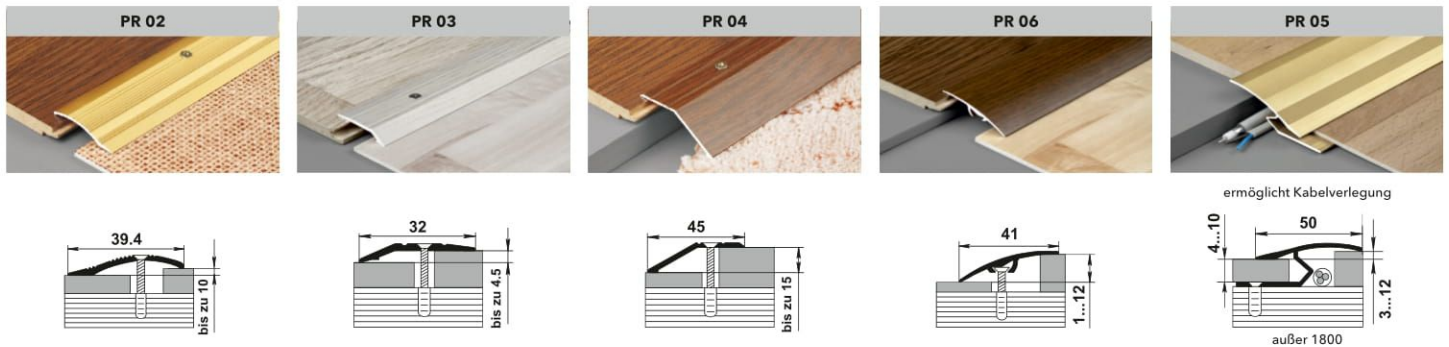 PR 02
PR 03
PR 04
PR 06
PR 05
ermöglicht Kabelverlegung
39.4
bis zu 10
32
bis zu 4.5
45
bis zu 15
41
1...12
4...10
50
3...12
außer 1800